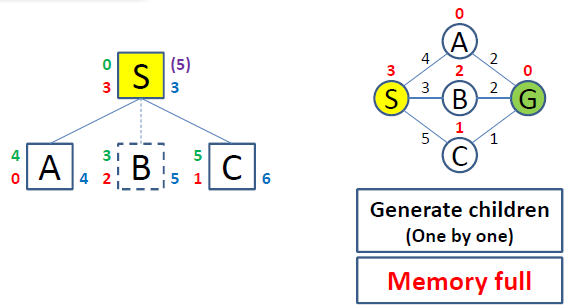 0 S (5)
3 3
4 A 4
0
3 B 5
2
5 C 6
1
0
A
4 2
3 2 0
S 3 B 2 G
1
5 C 1
Generate children
(One by one)
Memory full